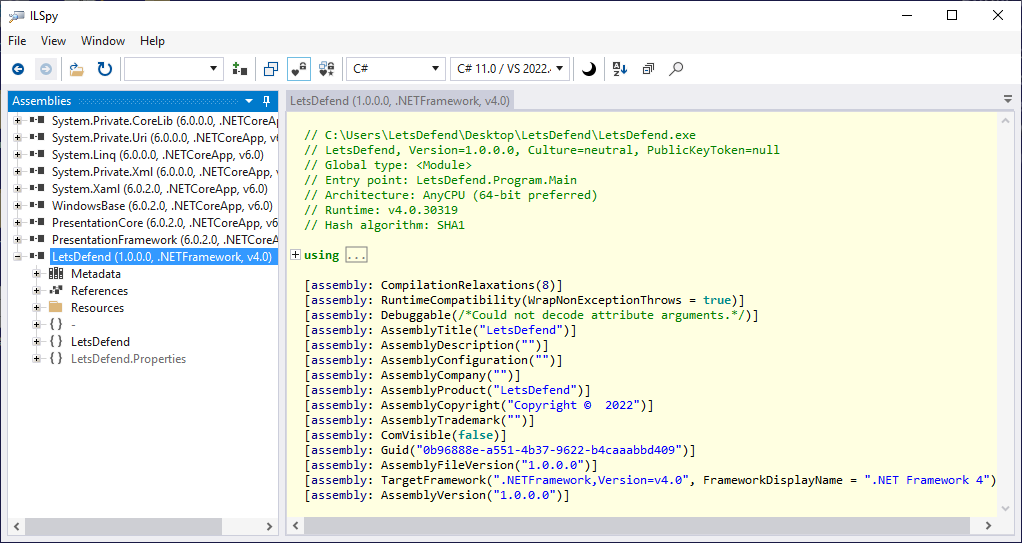 ILSpy
File View Window Help
C# C# 11.0 / VS 2022.
Assemblies
System.Private.CoreLib (6.0.0.0, .NETCoreAp
System.Private.Uri (6.0.0.0, .NETCoreApp, v
System.Linq (6.0.0.0, .NETCoreApp, v6.0)
System.Private.Xml (6.0.0.0, .NETCoreApp,
System.Xaml (6.0.2.0, .NETCoreApp, v6.0)
WindowsBase (6.0.2.0, .NETCoreApp, v6.0)
PresentationCore (6.0.2.0, .NETCoreApp, v6
PresentationFramework (6.0.2.0, .NETCoreA
LetsDefend (1.0.0.0, .NETFramework, v4.0)
Metadata
References
Resources
{ } -
{ } LetsDefend
{ } LetsDefend.Properties
LetsDefend (1.0.0.0, .NETFramework, v4.0)
// C:\Users\LetsDefend\Desktop\LetsDefend\LetsDefend.exe
// LetsDefend, Version=1.0.0.0, Culture=neutral, PublicKeyToken=null
// Global type: <Module>
// Entry point: LetsDefend.Program.Main
// Architecture: AnyCPU (64-bit preferred)
// Runtime: v4.0.30319
// Hash algorithm: SHA1
using ...
[assembly: CompilationRelaxations(8)]
[assembly: RuntimeCompatibility(WrapNonExceptionThrows = true)]
[assembly: Debuggable(/*Could not decode attribute arguments.*/)]
[assembly: AssemblyTitle("LetsDefend")]
[assembly: AssemblyDescription("")]
[assembly: AssemblyConfiguration("")]
[assembly: AssemblyCompany("")]
[assembly: AssemblyProduct("LetsDefend")]
[assembly: AssemblyCopyright("Copyright ©  2022")]
[assembly: AssemblyTrademark("")]
[assembly: ComVisible(false)]
[assembly: Guid("0b96888e-a551-4b37-9622-b4caaabbd409")]
[assembly: AssemblyFileVersion("1.0.0.0")]
[assembly: TargetFramework(".NETFramework,Version=v4.0", FrameworkDisplayName = ".NET Framework 4")
[assembly: AssemblyVersion("1.0.0.0")]